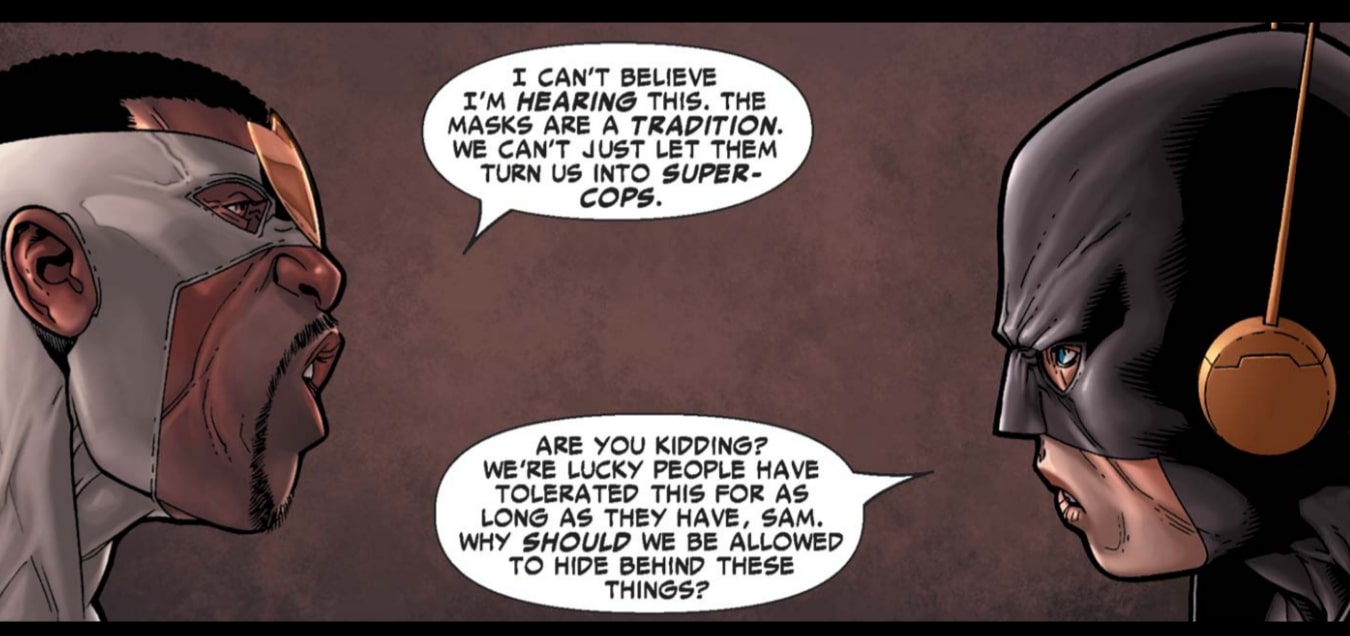 I CAN'T BELIEVE
I'M HEARING THIS. THE
MASKS ARE A TRADITION.
WE CAN'T JUST LET THEM
TURN US INTO SUPER-
COPS.
ARE YOU KIDDING?
WE'RE LUCKY PEOPLE HAVE
TOLERATED THIS FOR AS
LONG AS THEY HAVE, SAM.
WHY SHOULD WE BE ALLOWED
TO HIDE BEHIND THESE
THINGS?